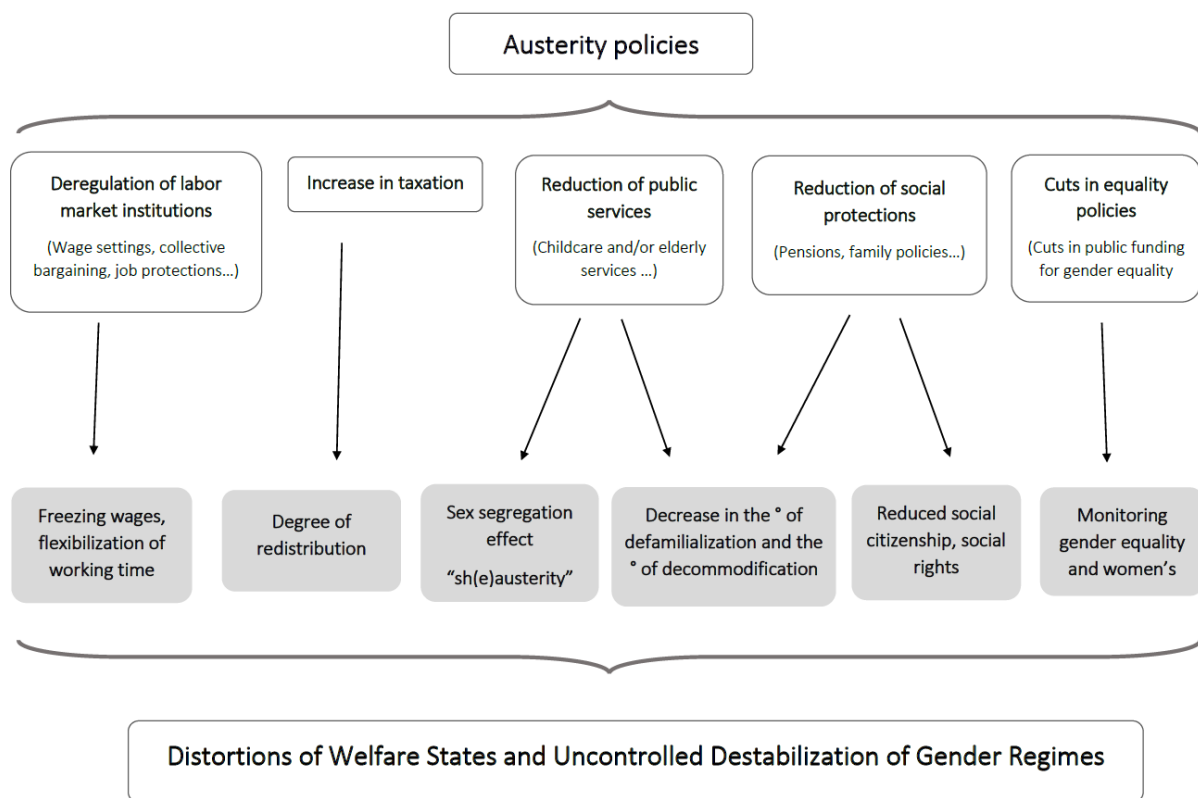 Austerity policies
Deregulation of labor
market institutions
(Wage settings, collective
bargaining, job protections…)
Increase in taxation
Reduction of public
services
(Childcare and/or elderly
services …)
Reduction of social
protections
(Pensions, family policies…)
Cuts in equality
policies
(Cuts in public funding
for gender equality
Freezing wages,
flexibilization of
working time
Degree of
redistribution
Sex segregation
effect
“sh(e)austerity”
Decrease in the ° of
defamilialization and the
° of decommodification
Reduced social
citizenship, social
rights
Monitoring
gender equality
and women’s
Distortions of Welfare States and Uncontrolled Destabilization of Gender Regimes